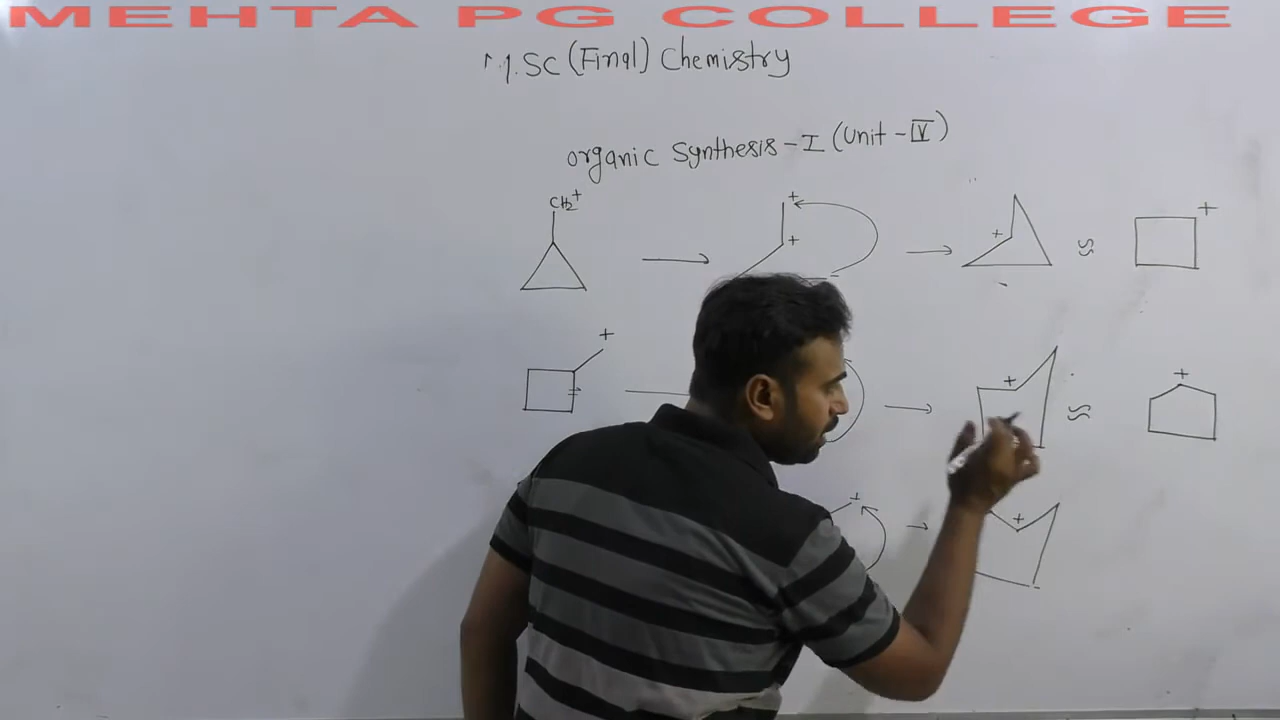 MEHTA PG COLLEGE
M.SC (Final) Chemistry
Organic Synthesis - I (Unit - IV)
CH2+ + + + - ≈ +
+ + ≈ +
+ + -